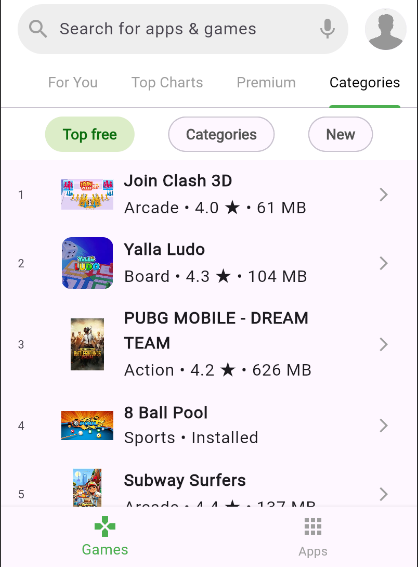 Search for apps & games
For You
Top Charts
Premium
Categories
Top free
Categories
New
1
Join Clash 3D
Arcade • 4.0 ★ • 61 MB
2
Yalla Ludo
Board • 4.3 ★ • 104 MB
3
PUBG MOBILE - DREAM
TEAM
Action • 4.2 ★ • 626 MB
4
8 Ball Pool
Sports • Installed
5
Subway Surfers
Arcade • 4.4 ★ • 137 MB
Games
Apps